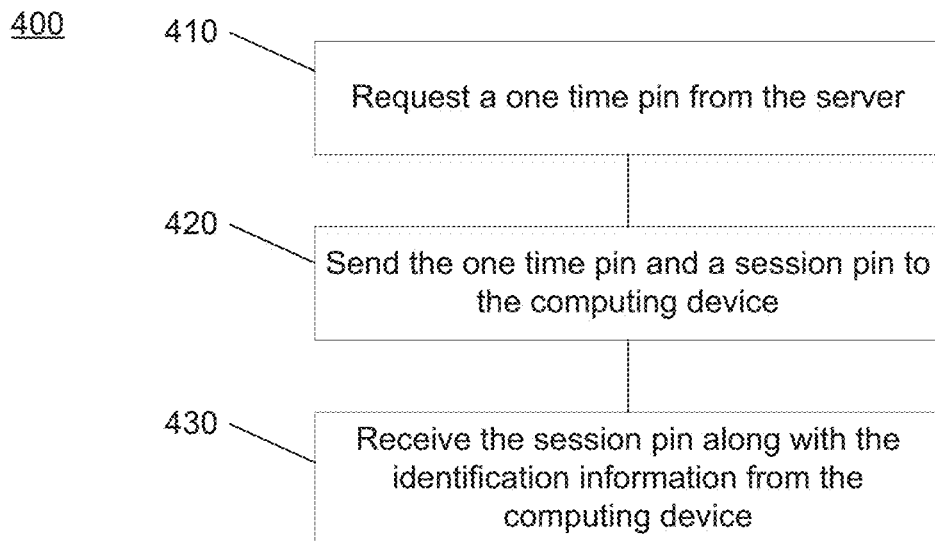 400
410
Request a one time pin from the server
420
Send the one time pin and a session pin to
the computing device
430
Receive the session pin along with the
identification information from the
computing device